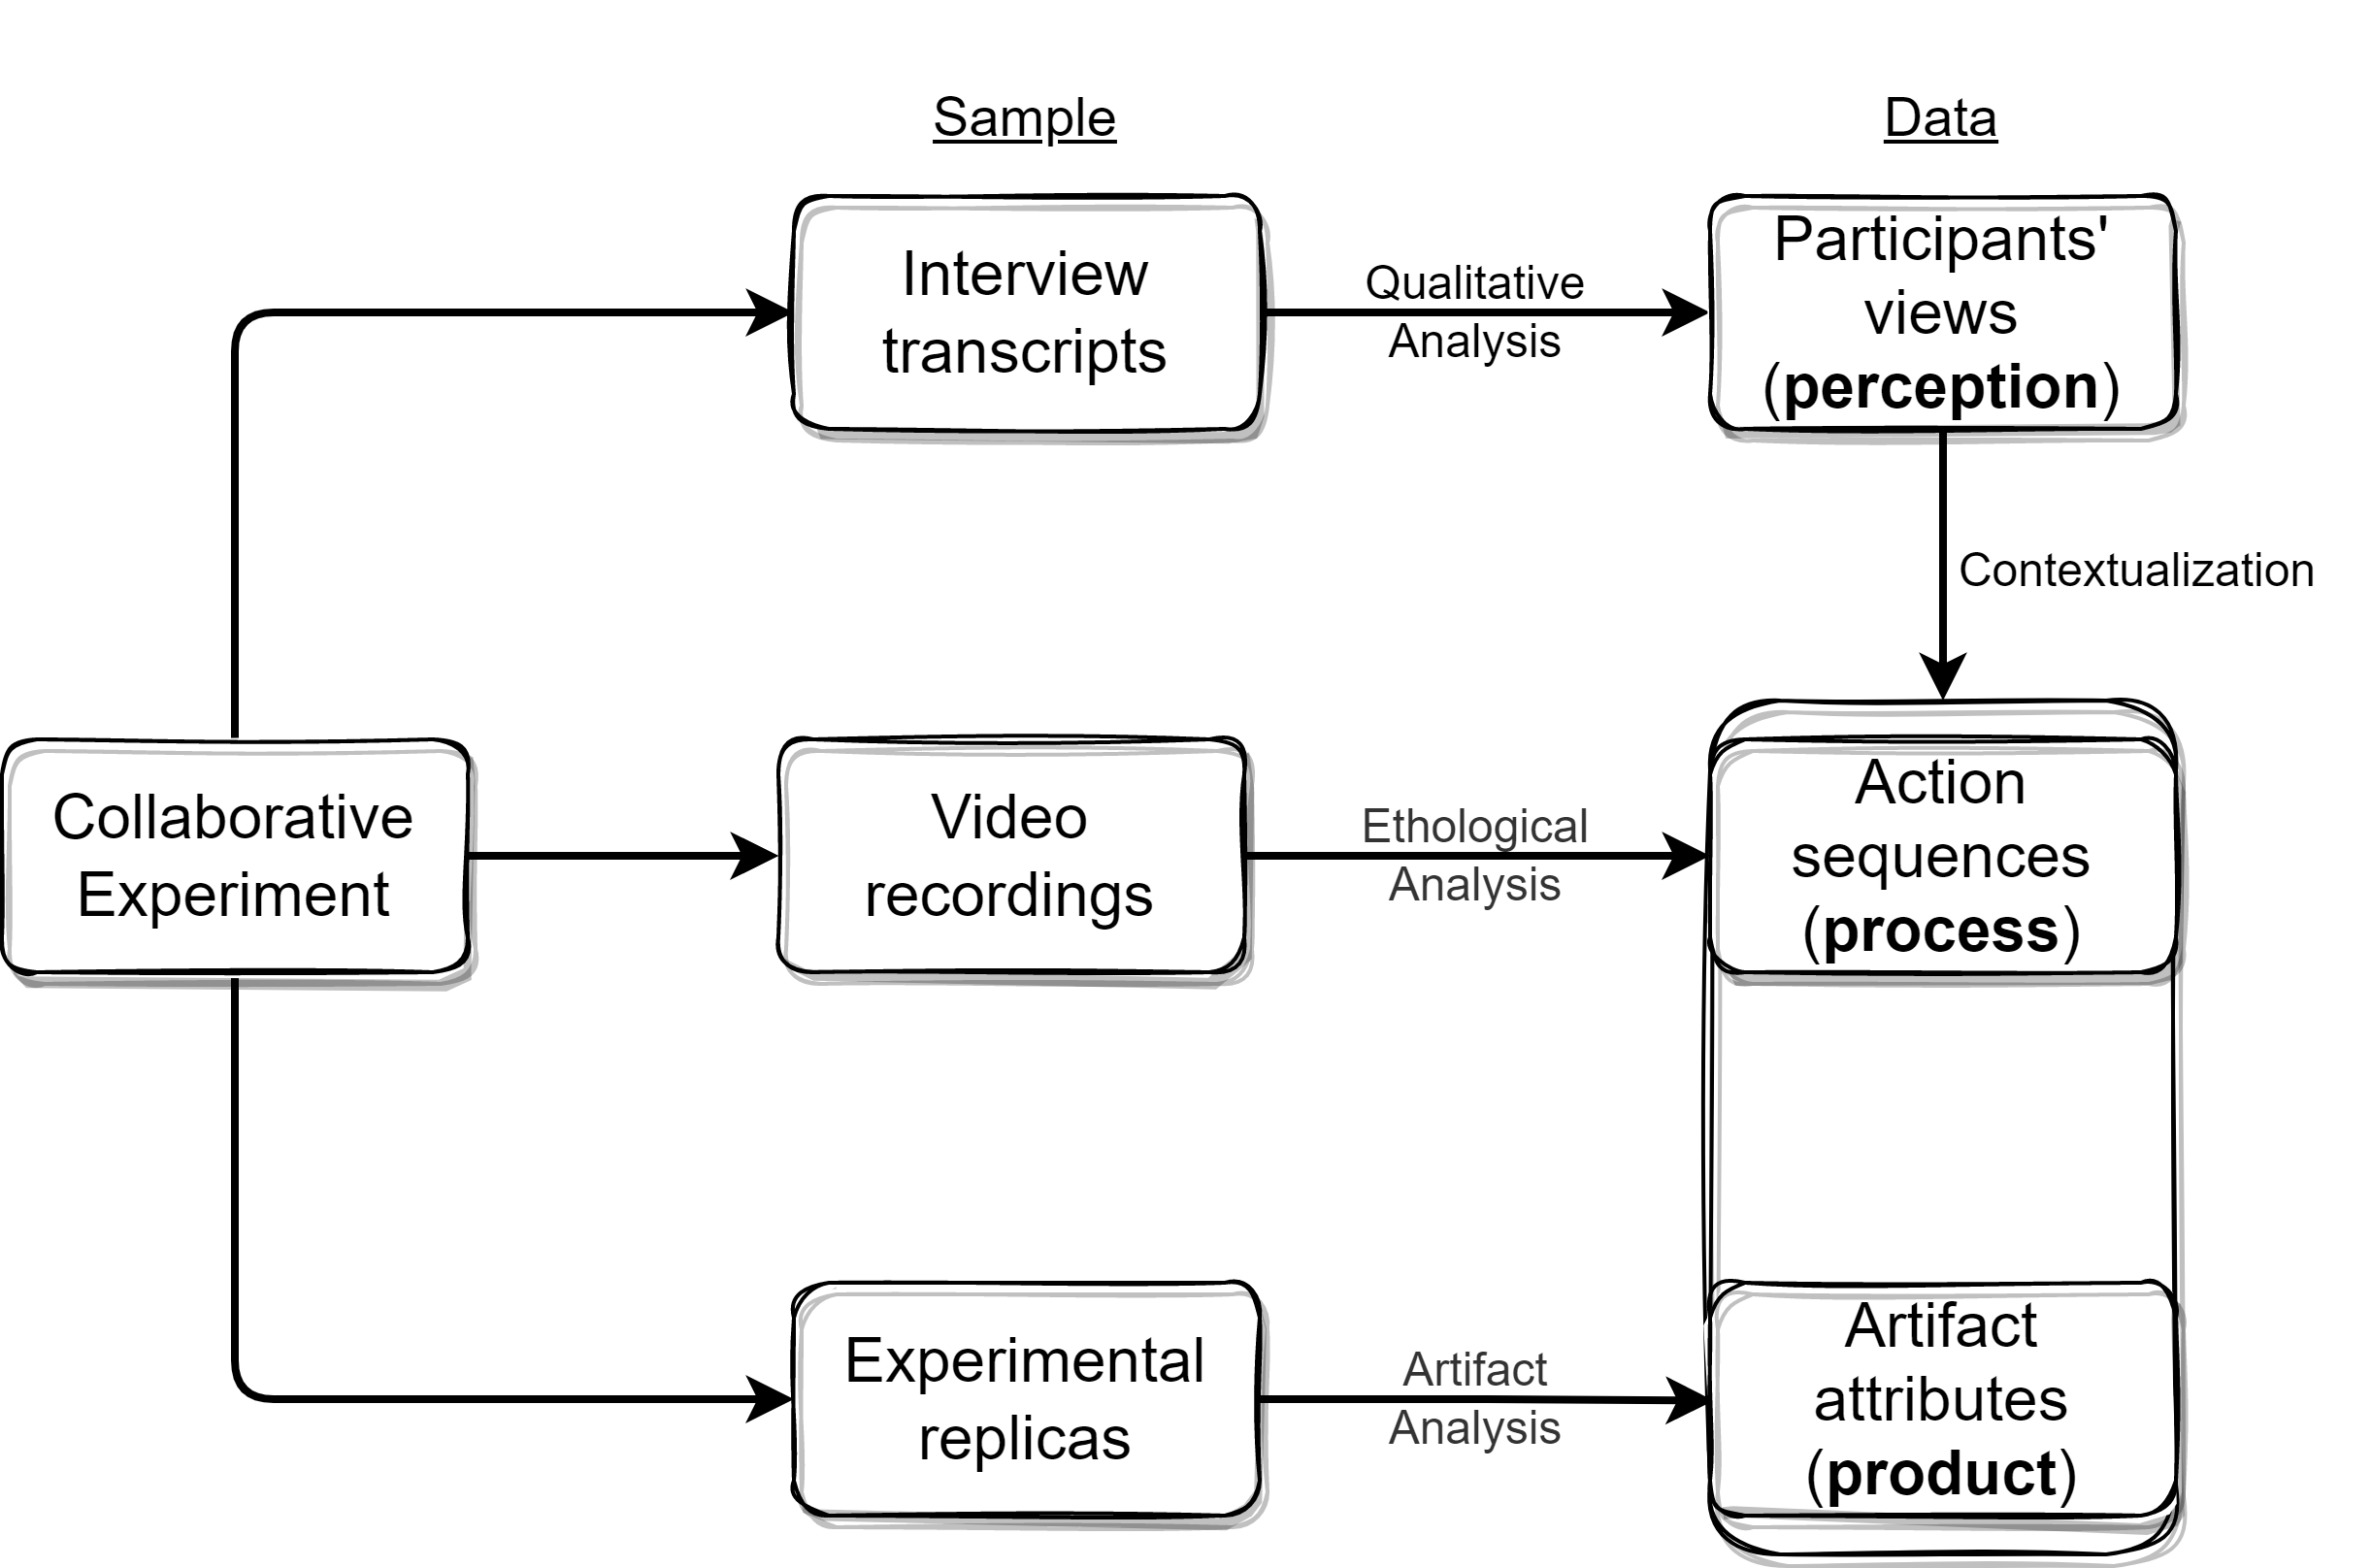 Sample
Data
Interview
transcripts
Qualitative
Analysis
Participants'
views
(perception)
Contextualization
Collaborative
Experiment
Video
recordings
Ethological
Analysis
Action
sequences
(process)
Experimental
replicas
Artifact
Analysis
Artifact
attributes
(product)